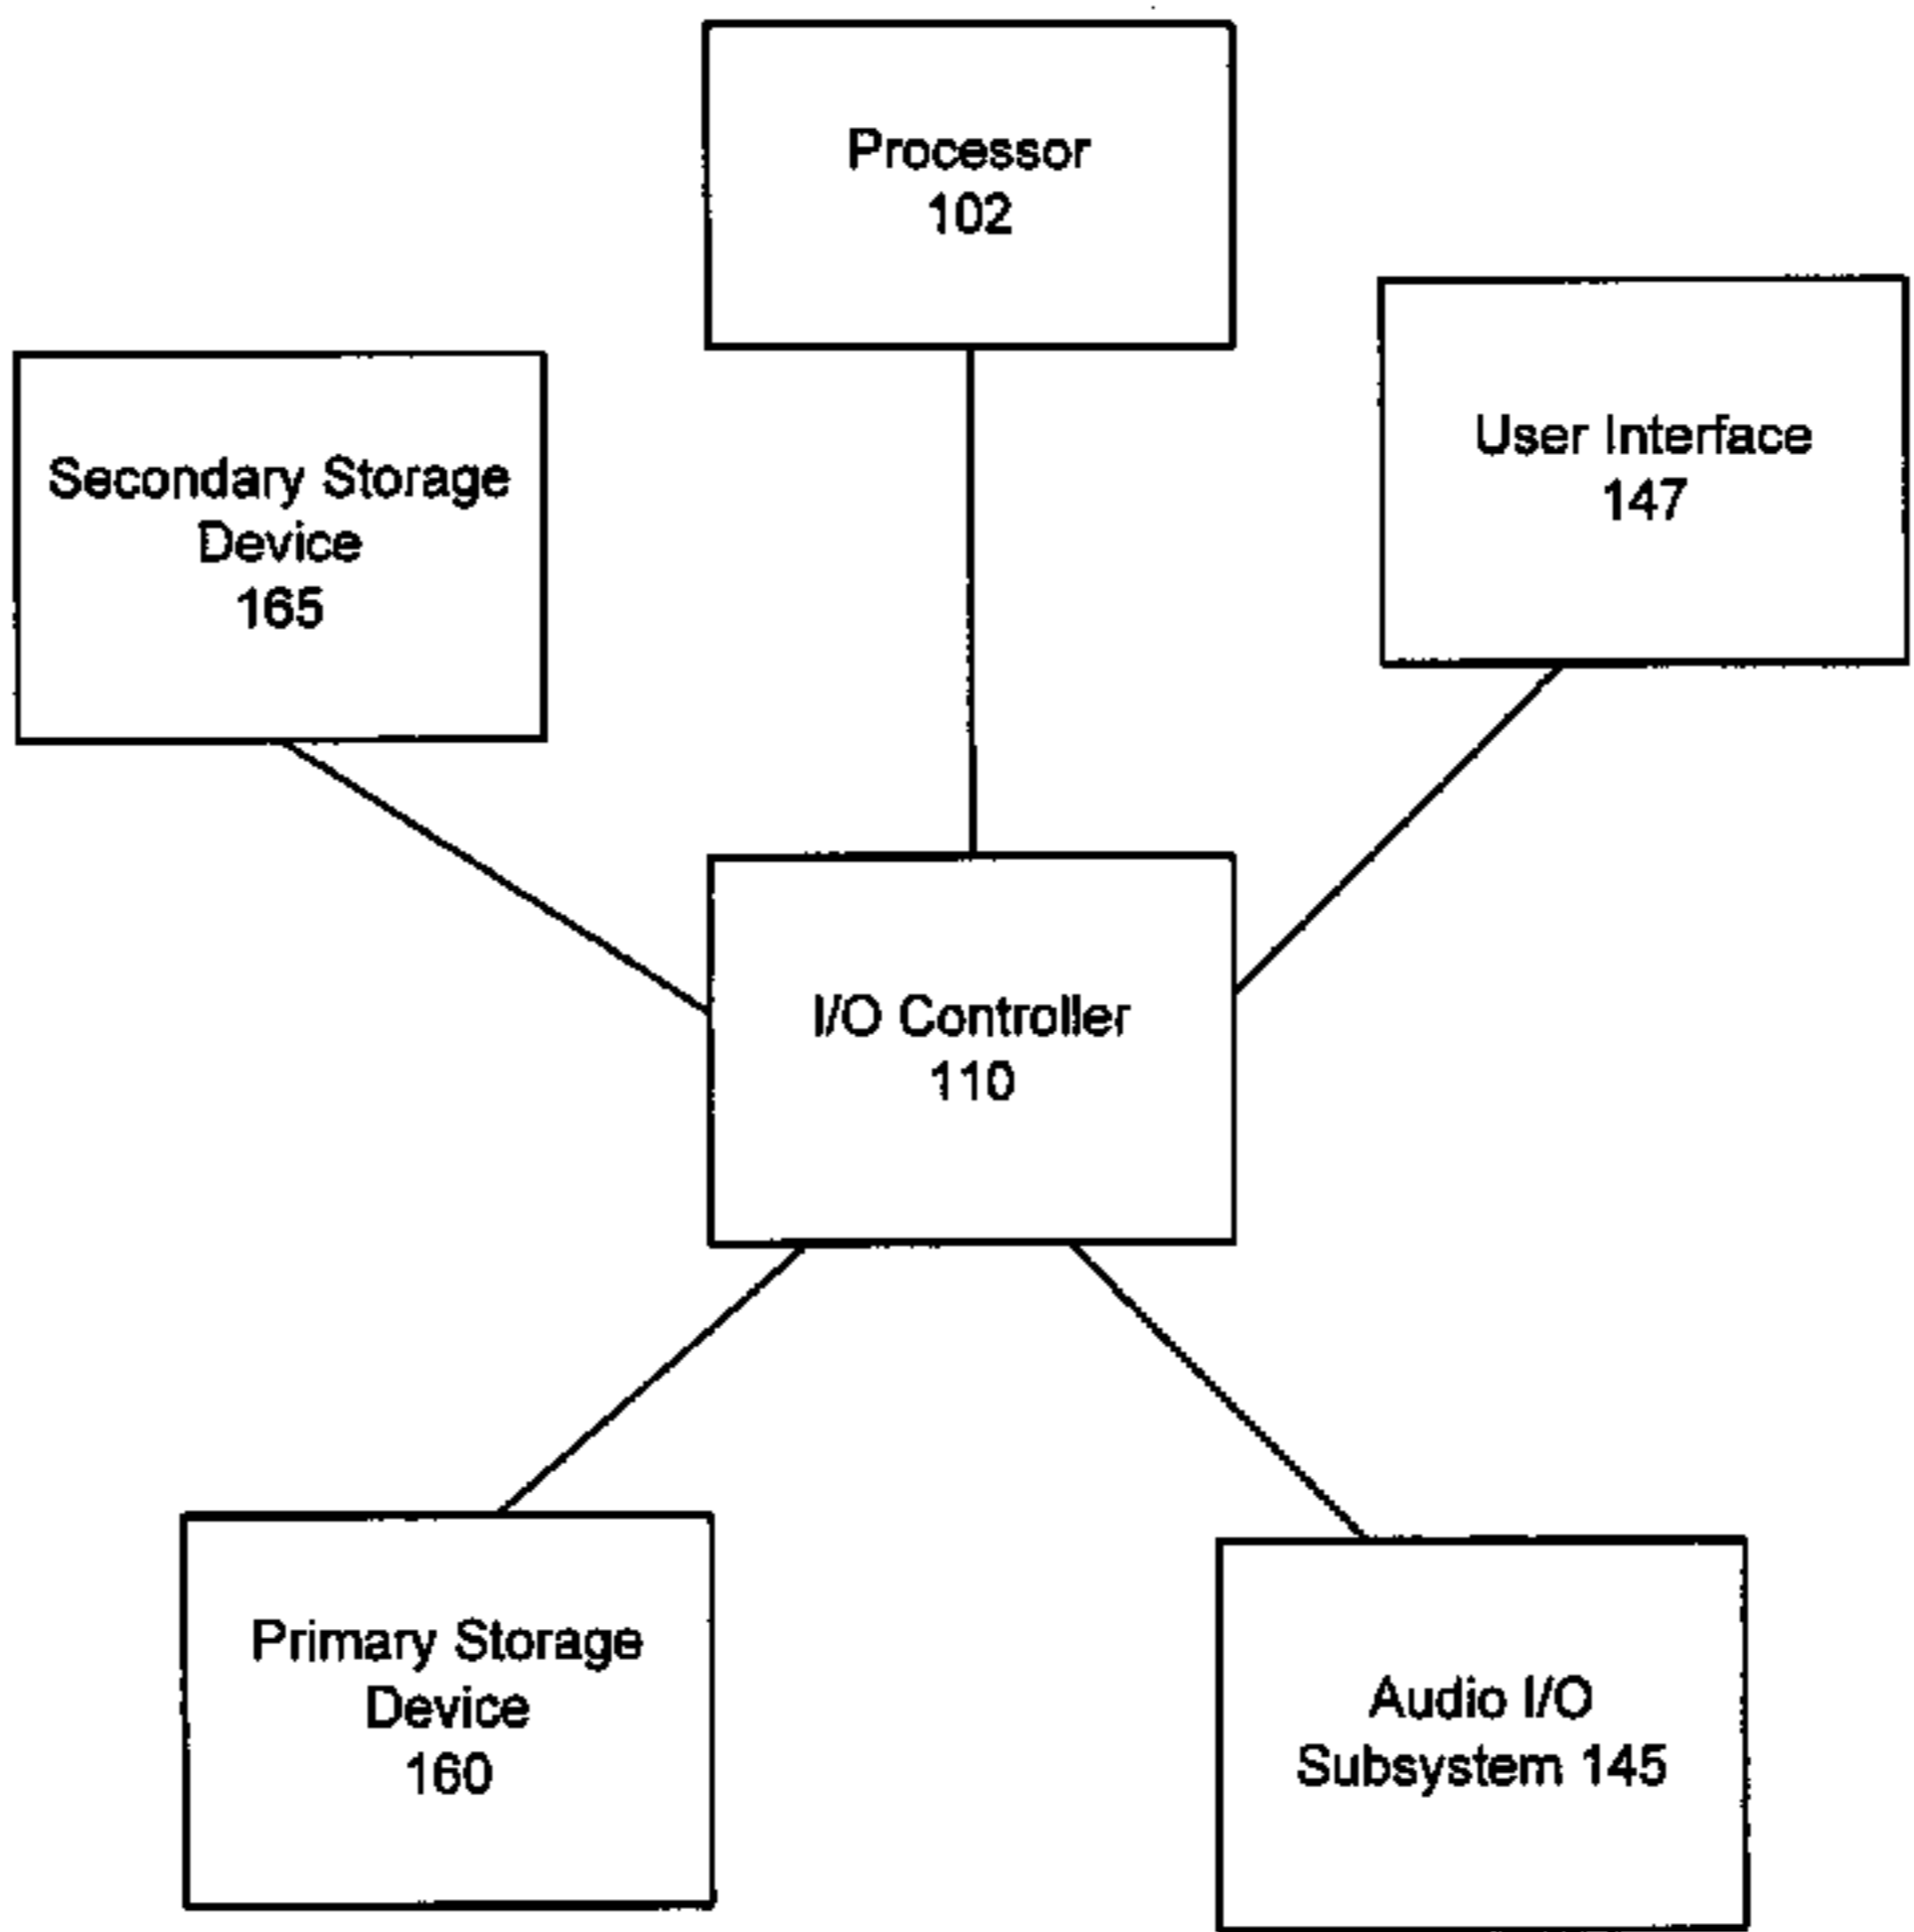 Processor
102
User Interface
147
Secondary Storage
Device
165
I/O Controller
110
Primary Storage
Device
160
Audio I/O
Subsystem 145